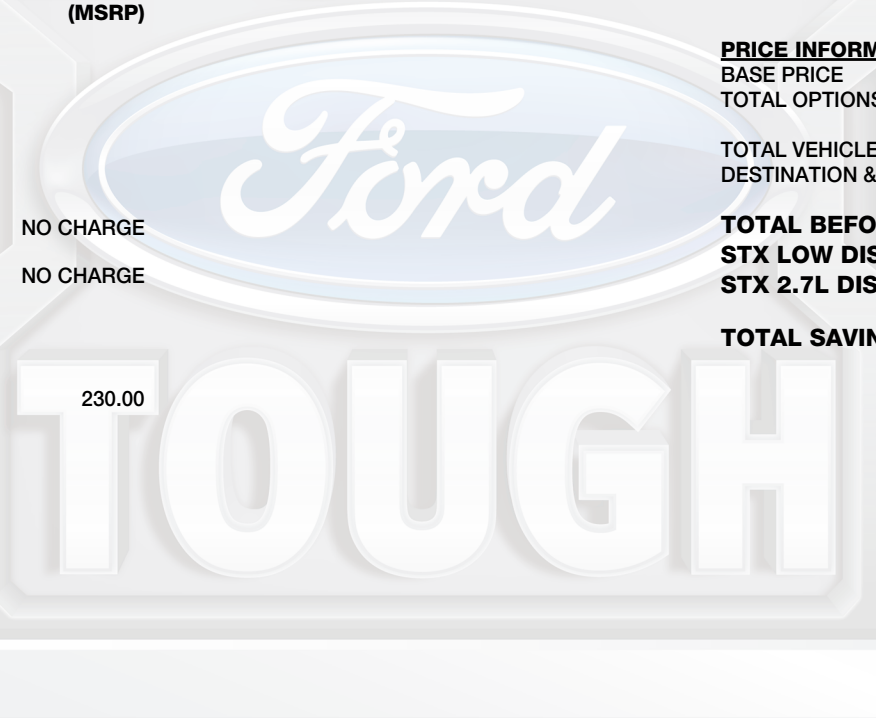 (MSRP)
NO CHARGE
NO CHARGE
230.00
PRICE INFORM
BASE PRICE
TOTAL OPTIONS
TOTAL VEHICLE
DESTINATION &
TOTAL BEFO
STX LOW DIS
STX 2.7L DIS
TOTAL SAVIN
Ford
TOUGH